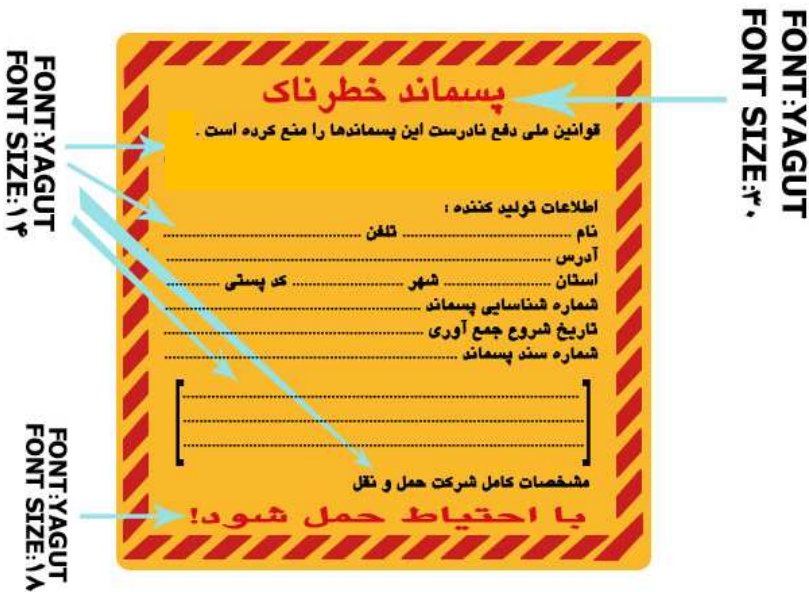 پسماند خطرناک
قوانین ملی دفع نادرست این پسماندها را منع کرده است .
اطلاعات تولید کننده :
نام ........................ تلفن ........................
آدرس ........................
استان ........................ شهر ........................ کد پستی ............
شماره شناسایی پسماند ........................
تاریخ شروع جمع آوری ........................
شماره سند پسماند ........................
[........................
........................
........................]
مشخصات کامل شرکت حمل و نقل
با احتیاط حمل شود!
FONT:YAGUT
FONT SIZE:۳۰
FONT:YAGUT
FONT SIZE:۱۴
FONT:YAGUT
FONT SIZE:۱۸